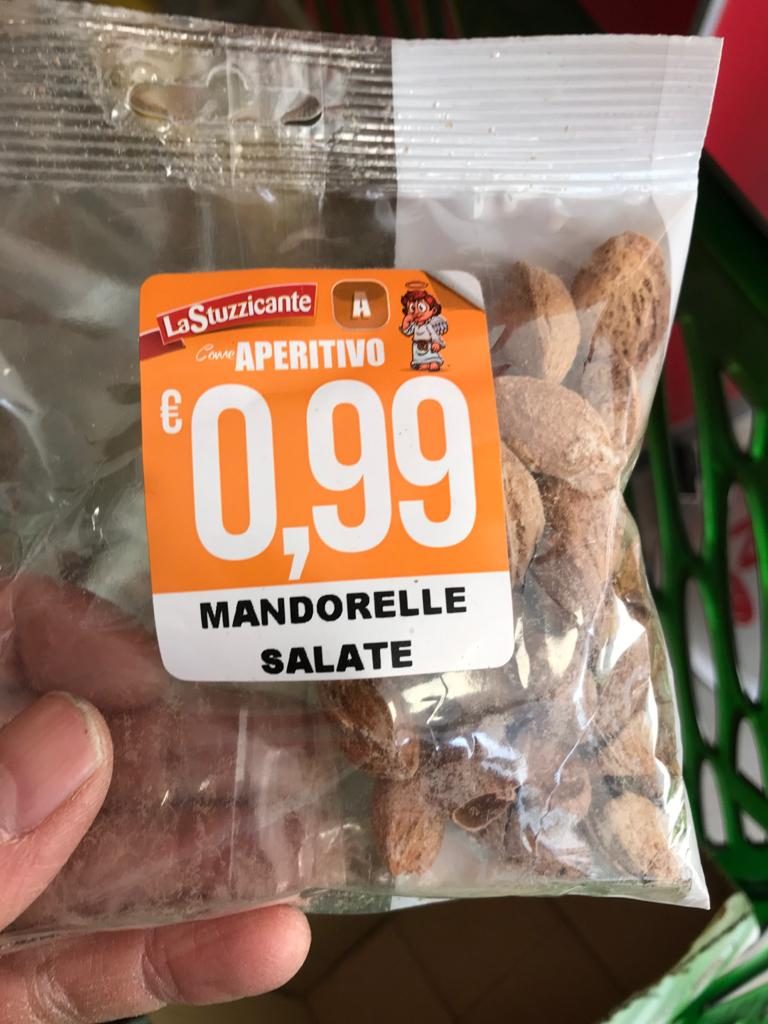 LaStuzzicante
A
Come APERITIVO
€ 0,99
MANDORELLE
SALATE